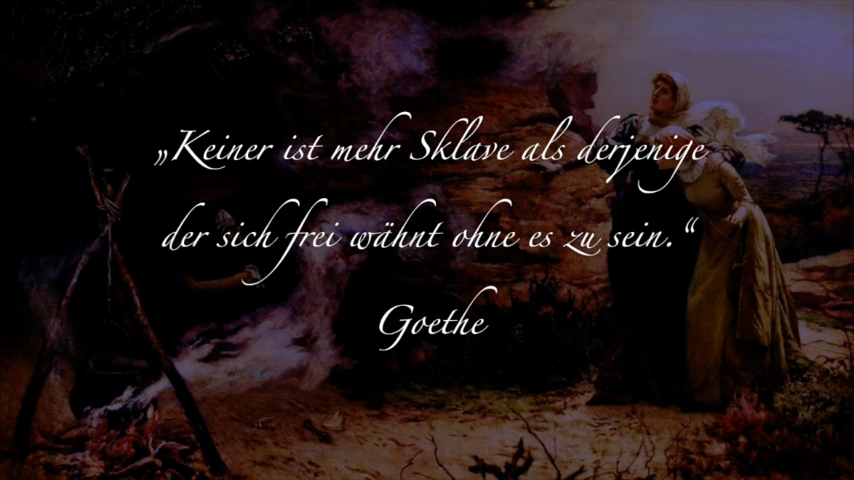 „Keiner ist mehr Sklave als derjenige
der sich frei wähnt ohne es zu sein.“
Goethe